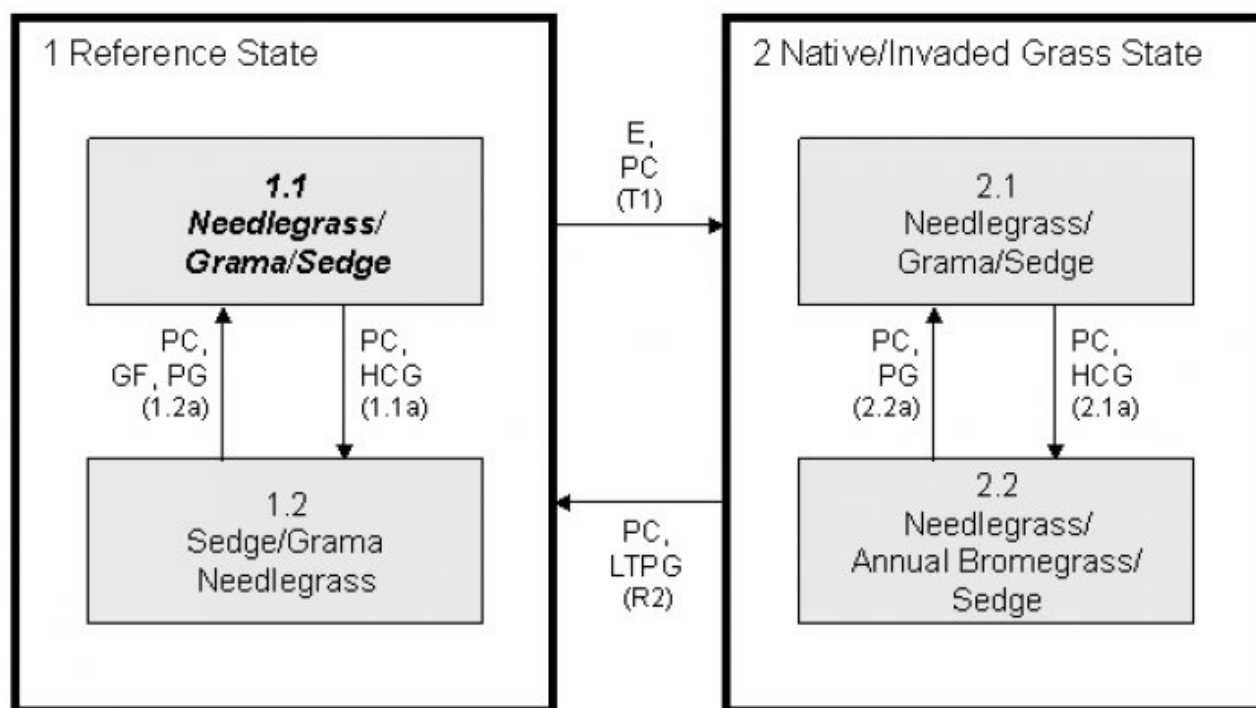 1 Reference State
1.1
Needlegrass/
Grama/Sedge
PC,
GF, PG
(1.2a)
PC,
HCG
(1.1a)
1.2
Sedge/Grama
Needlegrass
E,
PC
(T1)
PC,
LTPG
(R2)
2 Native/Invaded Grass State
2.1
Needlegrass/
Grama/Sedge
PC,
PG
(2.2a)
PC,
HCG
(2.1a)
2.2
Needlegrass/
Annual Bromegrass/
Sedge